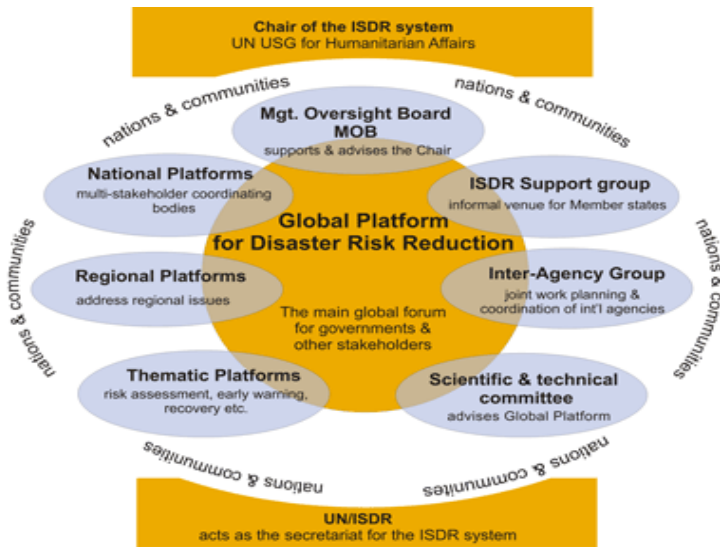 Chair of the ISDR system
UN USG for Humanitarian Affairs
nations & communities
nations & communities
Mgt. Oversight Board
MOB
supports & advises the Chair
National Platforms
multi-stakeholder coordinating
bodies
ISDR Support group
informal venue for Member states
Global Platform
for Disaster Risk Reduction
nations & communities
nations & communities
Regional Platforms
address regional issues
Inter-Agency Group
joint work planning &
coordination of int'l agencies
The main global forum
for governments &
other stakeholders
Thematic Platforms
risk assessment, early warning,
recovery etc.
Scientific & technical
committee
advises Global Platform
nations & communities
nations & communites
UN/ISDR
acts as the secretariat for the ISDR system